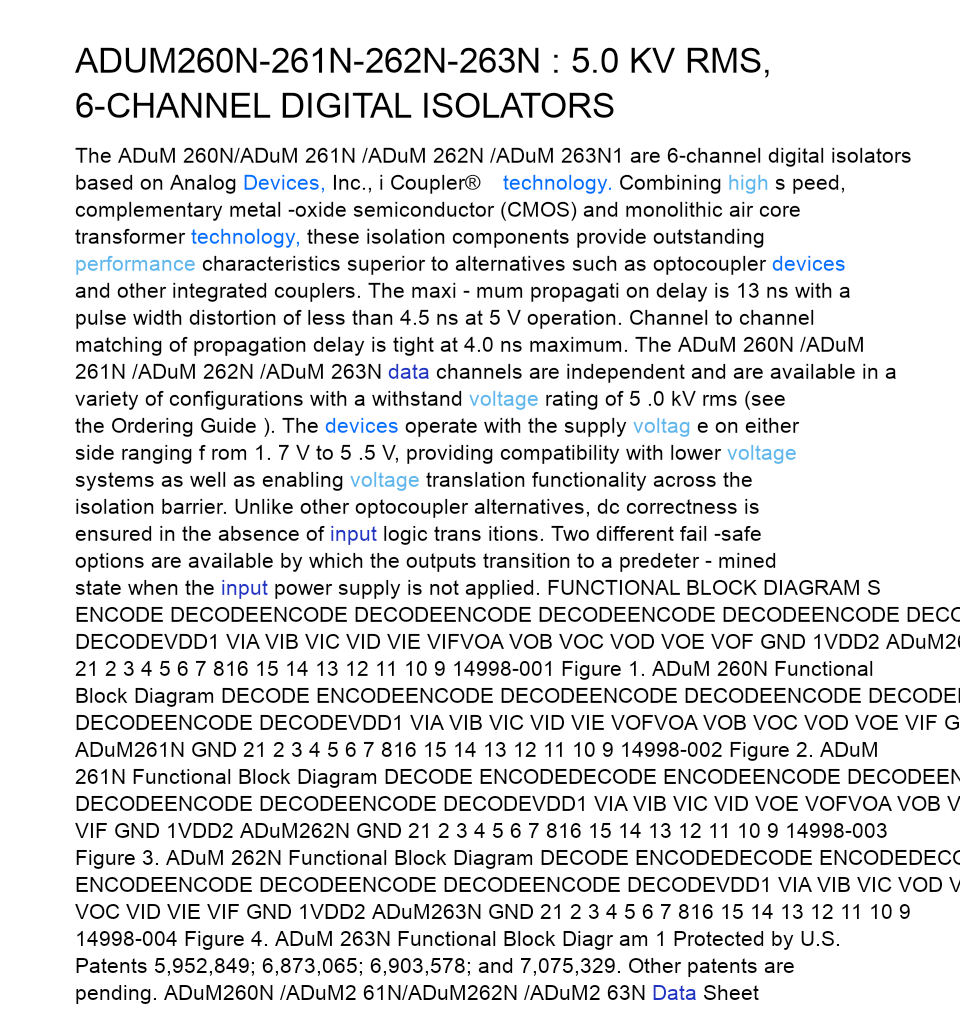 ADUM260N-261N-262N-263N : 5.0 KV RMS,
6-CHANNEL DIGITAL ISOLATORS
The ADuM 260N/ADuM 261N /ADuM 262N /ADuM 263N1 are 6-channel digital isolators
based on Analog Devices, Inc., i Coupler® technology. Combining high s peed,
complementary metal -oxide semiconductor (CMOS) and monolithic air core
transformer technology, these isolation components provide outstanding
performance characteristics superior to alternatives such as optocoupler devices
and other integrated couplers. The maxi - mum propagati on delay is 13 ns with a
pulse width distortion of less than 4.5 ns at 5 V operation. Channel to channel
matching of propagation delay is tight at 4.0 ns maximum. The ADuM 260N /ADuM
261N /ADuM 262N /ADuM 263N data channels are independent and are available in a
variety of configurations with a withstand voltage rating of 5 .0 kV rms (see
the Ordering Guide ). The devices operate with the supply voltag e on either
side ranging f rom 1. 7 V to 5 .5 V, providing compatibility with lower voltage
systems as well as enabling voltage translation functionality across the
isolation barrier. Unlike other optocoupler alternatives, dc correctness is
ensured in the absence of input logic trans itions. Two different fail -safe
options are available by which the outputs transition to a predeter - mined
state when the input power supply is not applied. FUNCTIONAL BLOCK DIAGRAM S
ENCODE DECODEENCODE DECODEENCODE DECODEENCODE DECODEENCODE DECO
DECODEVDD1 VIA VIB VIC VID VIE VIFVOA VOB VOC VOD VOE VOF GND 1VDD2 ADuM26
21 2 3 4 5 6 7 816 15 14 13 12 11 10 9 14998-001 Figure 1. ADuM 260N Functional
Block Diagram DECODE ENCODEENCODE DECODEENCODE DECODEENCODE DECODEE
DECODEENCODE DECODEVDD1 VIA VIB VIC VID VIE VOFVOA VOB VOC VOD VOE VIF G
ADuM261N GND 21 2 3 4 5 6 7 816 15 14 13 12 11 10 9 14998-002 Figure 2. ADuM
261N Functional Block Diagram DECODE ENCODEDECODE ENCODEENCODE DECODEEN
DECODEENCODE DECODEENCODE DECODEVDD1 VIA VIB VIC VID VOE VOFVOA VOB V
VIF GND 1VDD2 ADuM262N GND 21 2 3 4 5 6 7 816 15 14 13 12 11 10 9 14998-003
Figure 3. ADuM 262N Functional Block Diagram DECODE ENCODEDECODE ENCODEDECO
ENCODEENCODE DECODEENCODE DECODEENCODE DECODEVDD1 VIA VIB VIC VOD V
VOC VID VIE VIF GND 1VDD2 ADuM263N GND 21 2 3 4 5 6 7 816 15 14 13 12 11 10 9
14998-004 Figure 4. ADuM 263N Functional Block Diagr am 1 Protected by U.S.
Patents 5,952,849; 6,873,065; 6,903,578; and 7,075,329. Other patents are
pending. ADuM260N /ADuM2 61N/ADuM262N /ADuM2 63N Data Sheet